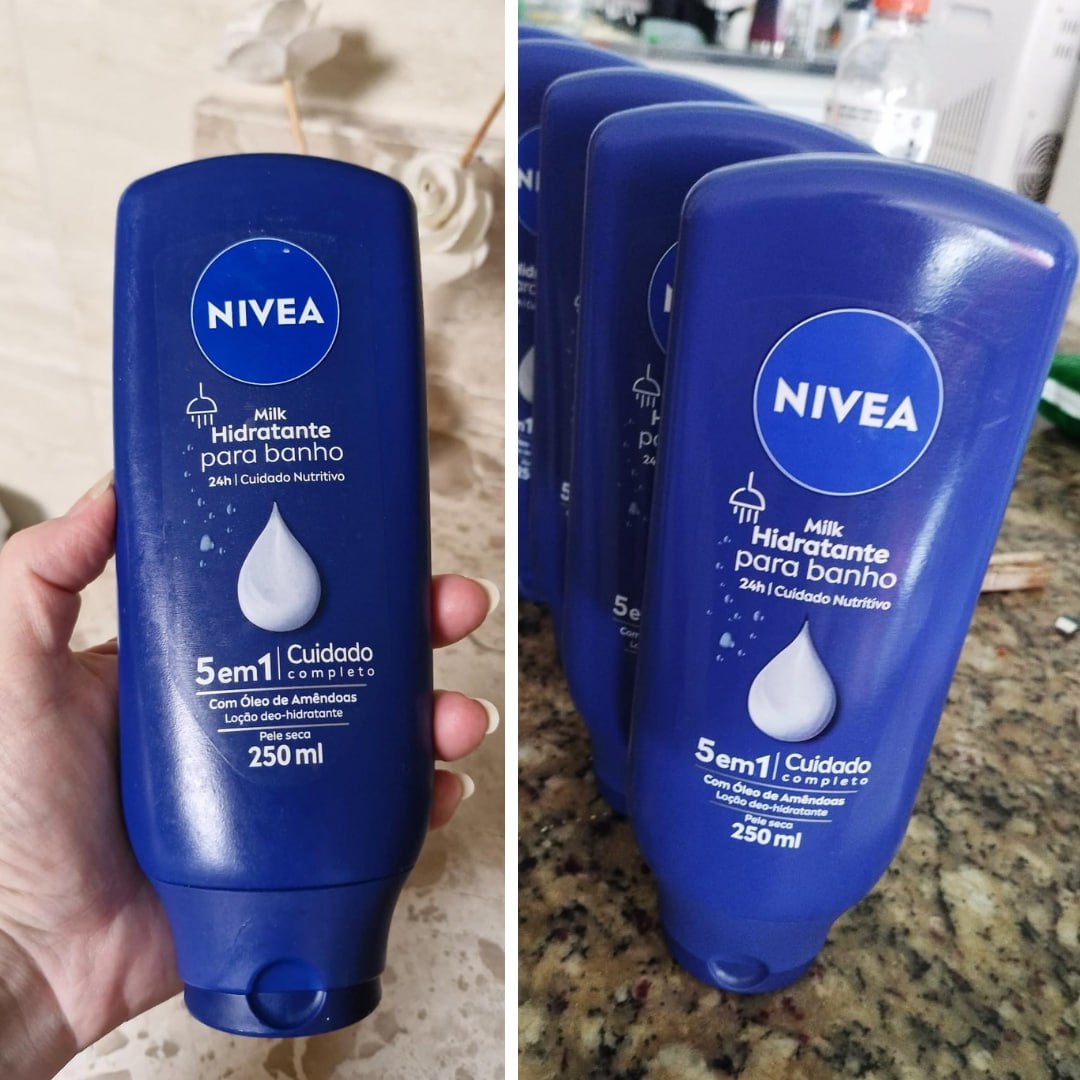 NIVEA
Milk
Hidratante
para banho
24h | Cuidado Nutritivo
5em1 | Cuidado
completo
Com Óleo de Amêndoas
Loção deo-hidratante
Pele seca
250 ml
NIVEA
Milk
Hidratante
para banho
24h | Cuidado Nutritivo
5em1 | Cuidado
completo
Com Óleo de Amêndoas
Loção deo-hidratante
Pele seca
250 ml